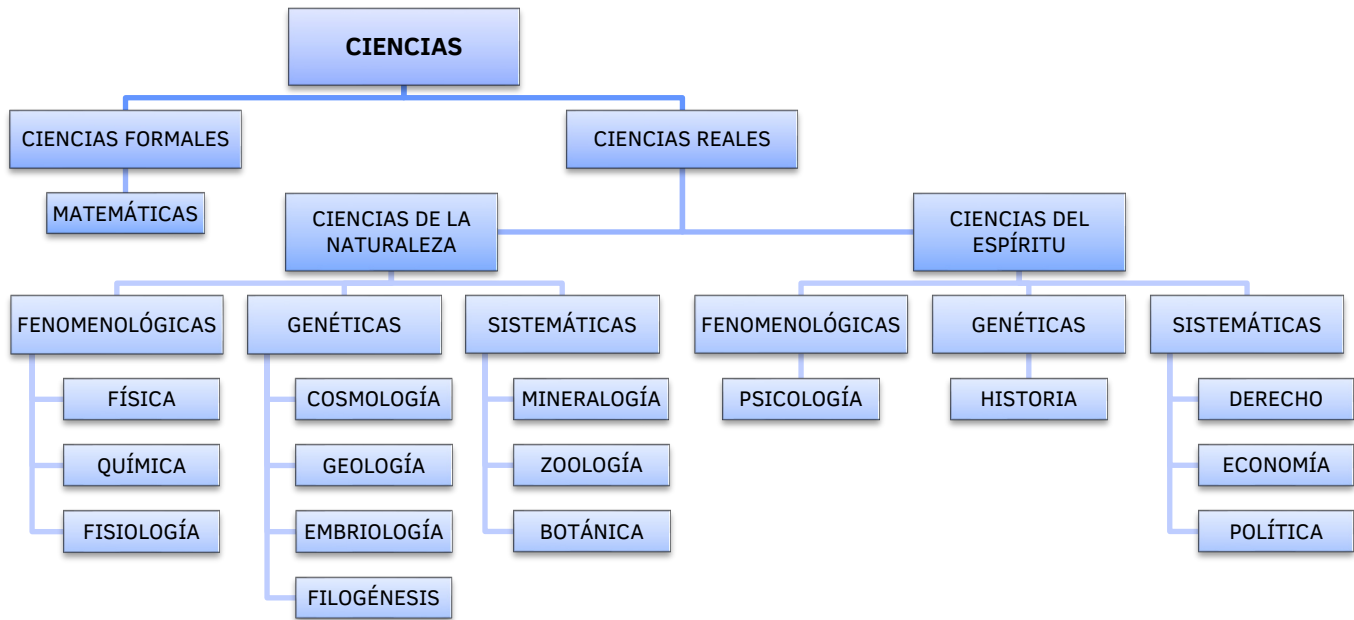 CIENCIAS
CIENCIAS FORMALES
CIENCIAS REALES
MATEMÁTICAS
CIENCIAS DE LA
NATURALEZA
CIENCIAS DEL
ESPÍRITU
FENOMENOLÓGICAS
GENÉTICAS
SISTEMÁTICAS
FENOMENOLÓGICAS
GENÉTICAS
SISTEMÁTICAS
FÍSICA
COSMOLOGÍA
MINERALOGÍA
PSICOLOGÍA
HISTORIA
DERECHO
QUÍMICA
GEOLOGÍA
ZOOLOGÍA
ECONOMÍA
FISIOLOGÍA
EMBRIOLOGÍA
BOTÁNICA
POLÍTICA
FILOGÉNESIS